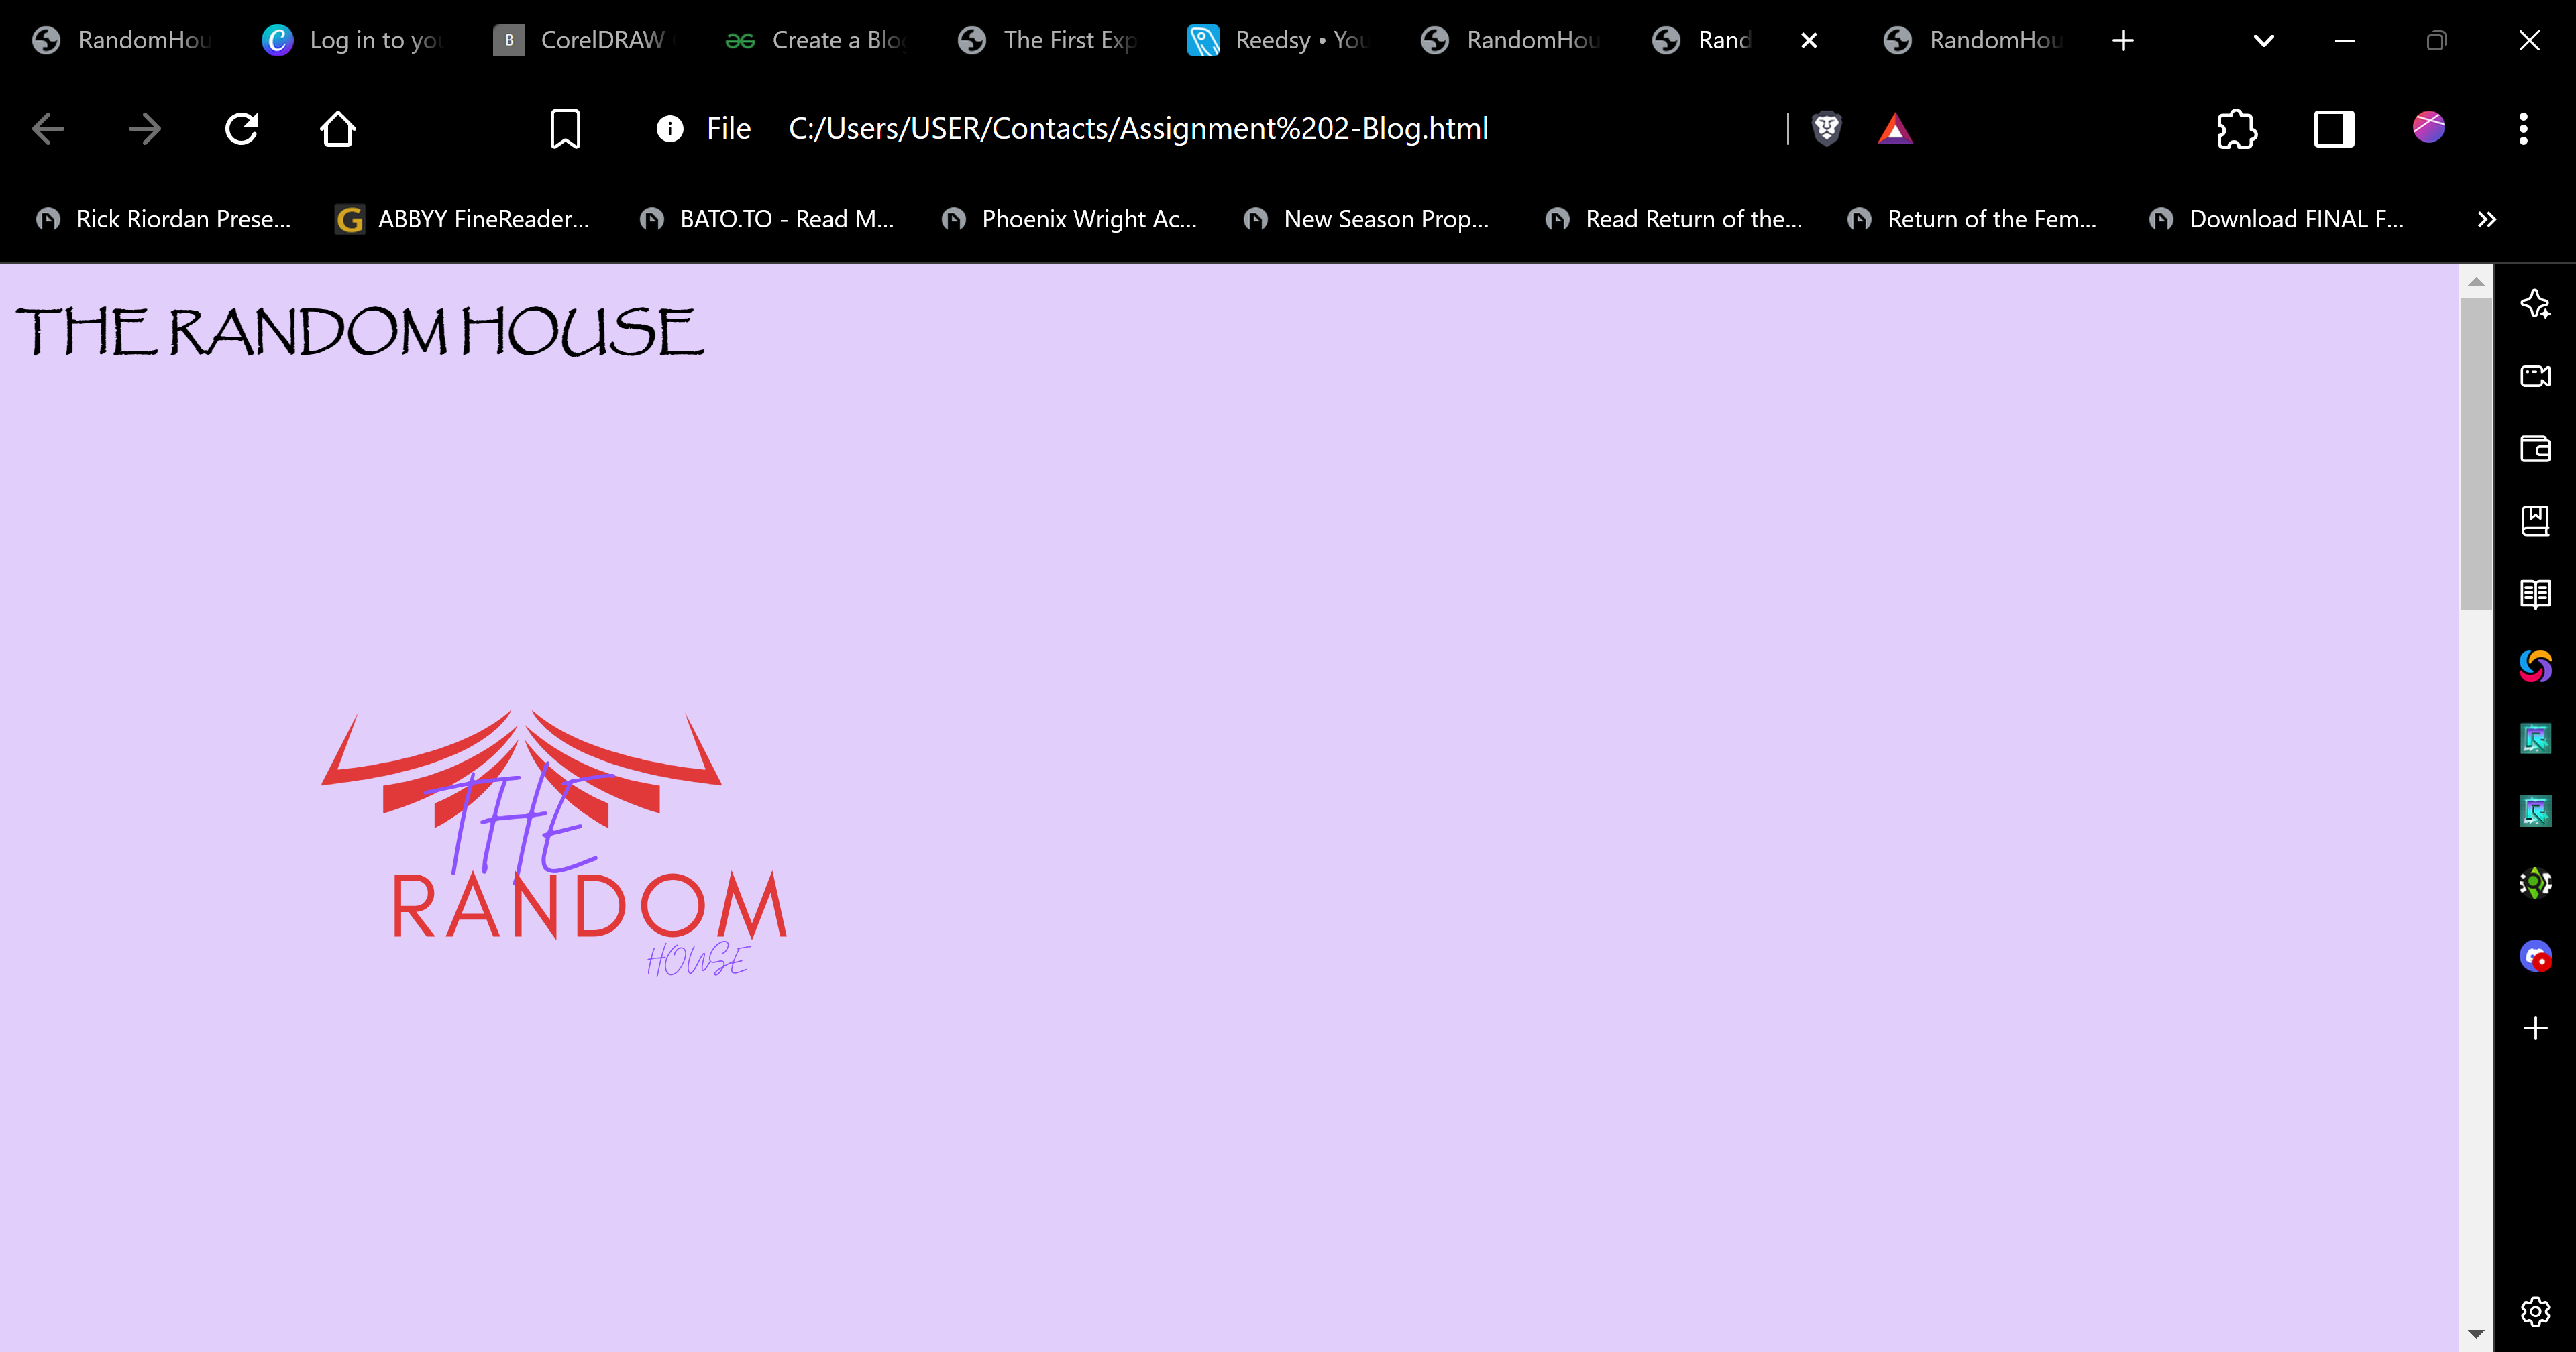 RandomHou
Log in to you
B CorelDRAW
Create a Blog
The First Exp
Reedsy • You
RandomHou
Rand
RandomHou
File C:/Users/USER/Contacts/Assignment%202-Blog.html
Rick Riordan Prese...
G ABBYY FineReader...
BATO.TO - Read M...
Phoenix Wright Ac...
New Season Prop...
Read Return of the...
Return of the Fem...
Download FINAL F...
THE RANDOM HOUSE
THE
RANDOM
HOUSE